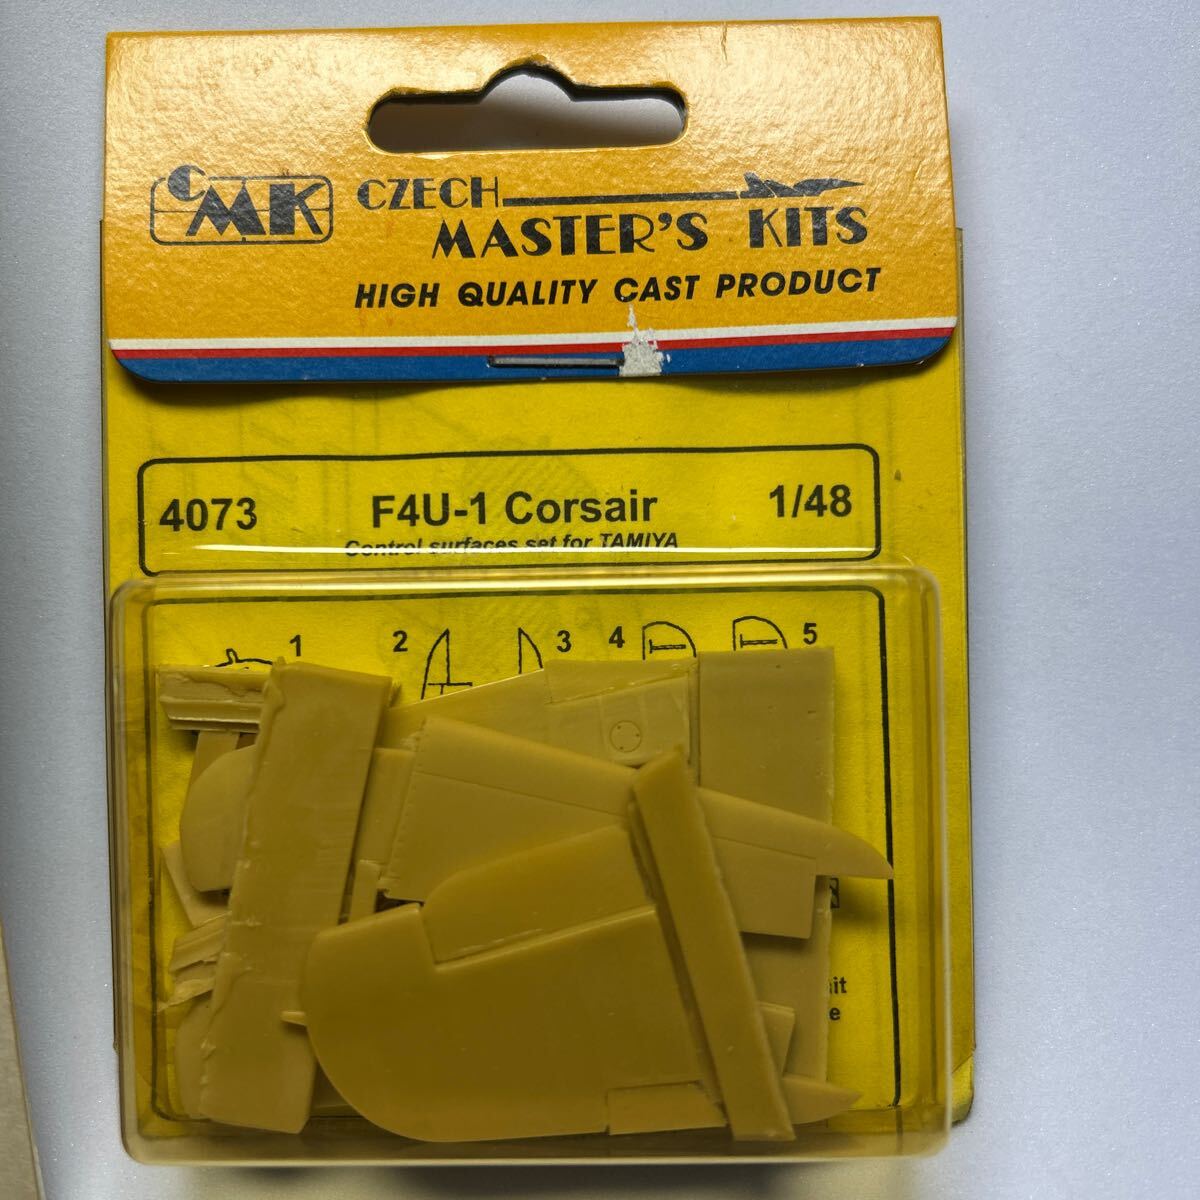 CMK CZECH
MASTER'S KITS
HIGH QUALITY CAST PRODUCT
4073 F4U-1 Corsair 1/48
Control surfaces set for TAMIYA
1 2 3 4 5